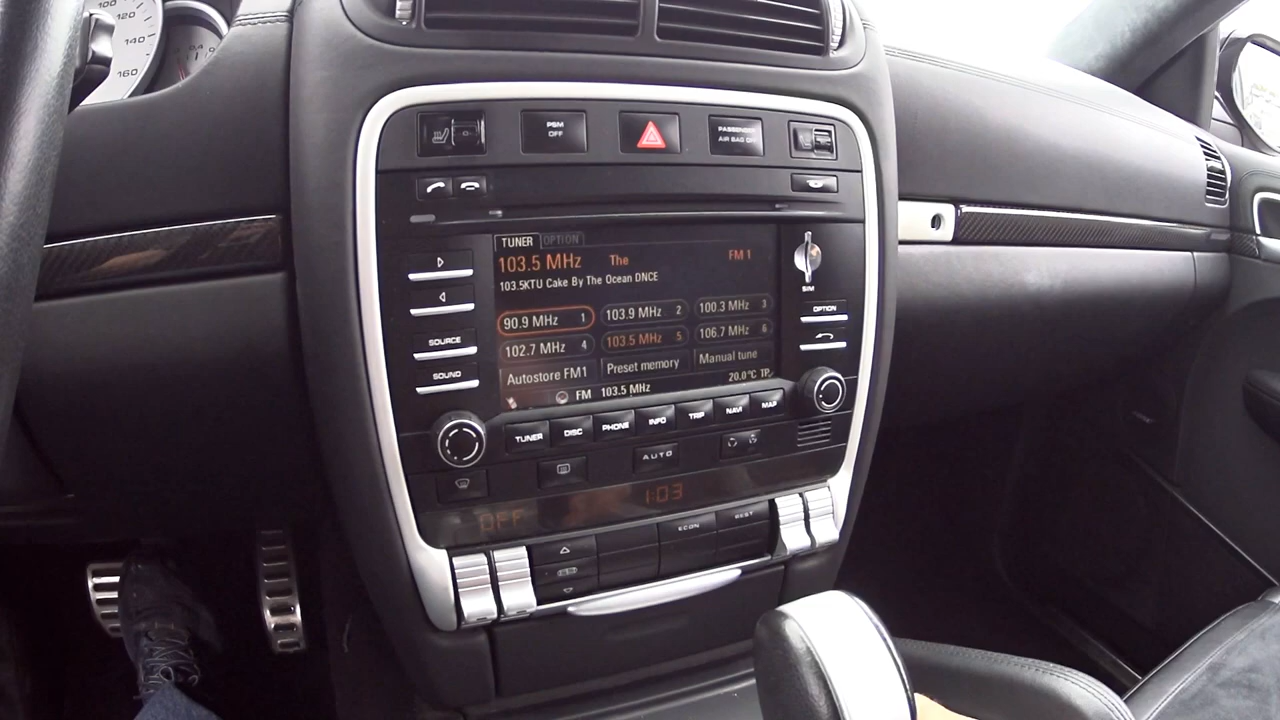 100
120
140
160
PSM
OFF
PASSENGER
AIR BAG OFF
TUNER OPTION
103.5 MHz The FM 1
103.5KTU Cake By The Ocean DNCE
90.9 MHz 1 103.9 MHz 2 100.3 MHz 3
102.7 MHz 4 103.5 MHz 5 106.7 MHz 6
Autostore FM1 Preset memory Manual tune
FM 103.5 MHz 20.0°C TP
SOURCE
SOUND
SIM
OPTION
TUNER DISC PHONE INFO TRIP NAVI MAP
AUTO
OFF 1:03
ECON REST